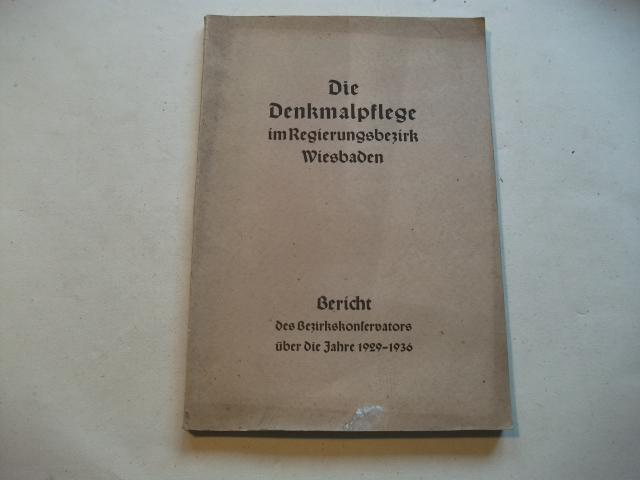 Die
Denkmalpflege
im Regierungsbezirk
Wiesbaden
Bericht
des Bezirkskonſervators
über die Jahre 1929-1936